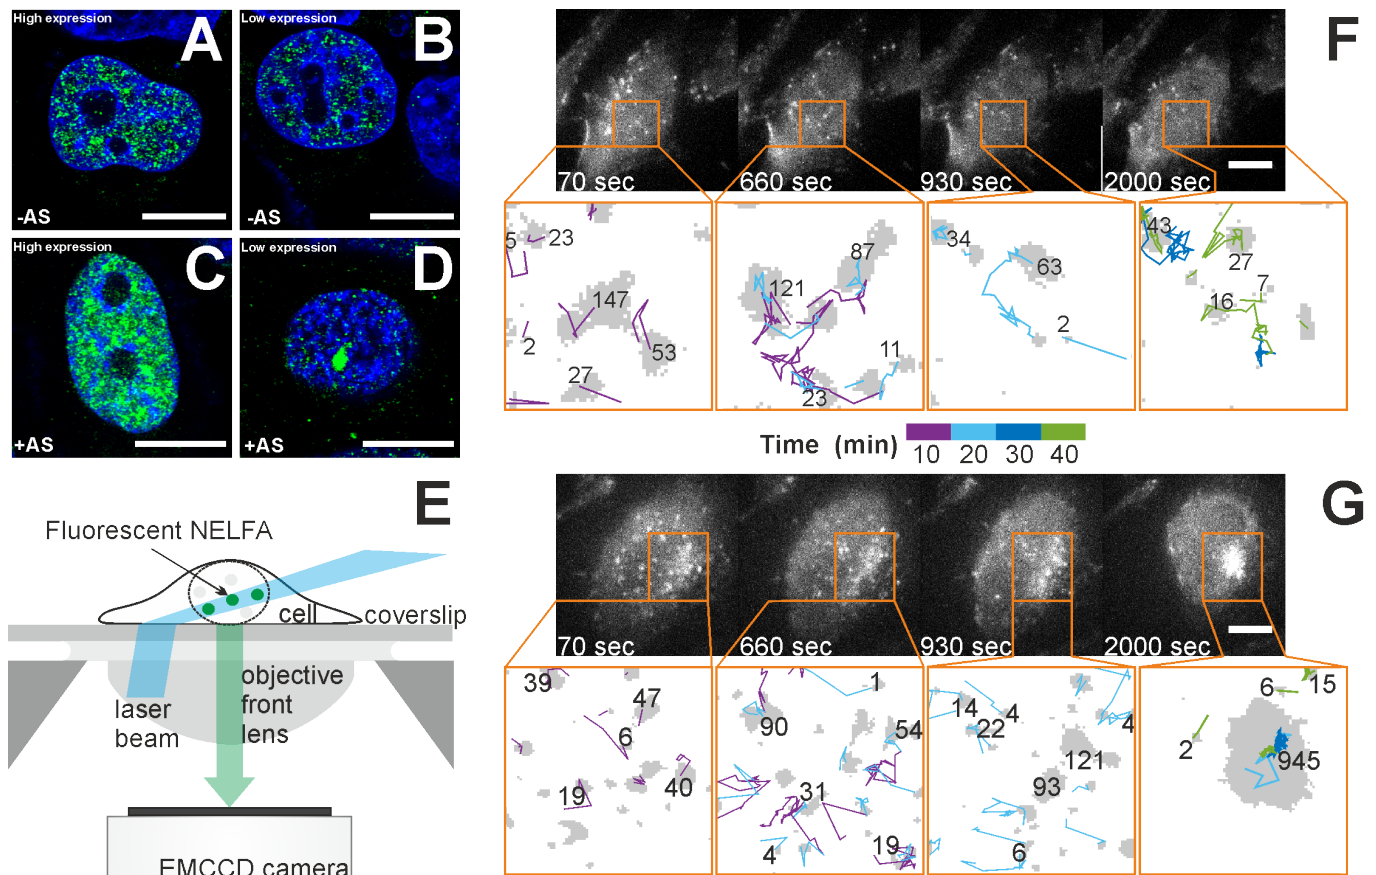 High expression
A
-AS
Low expression
B
-AS
High expression
C
+AS
Low expression
D
+AS
E
Fluorescent NELFA
cell
coverslip
laser
beam
objective
front
lens
EMCCD camera
F
70 sec
660 sec
930 sec
2000 sec
5
23
147
2
53
27
87
121
11
23
34
63
2
43
27
7
16
Time (min)
10 20 30 40
G
70 sec
660 sec
930 sec
2000 sec
39
47
6
19
40
1
90
54
31
4
19
14
4
22
4
121
93
6
6
15
2
945